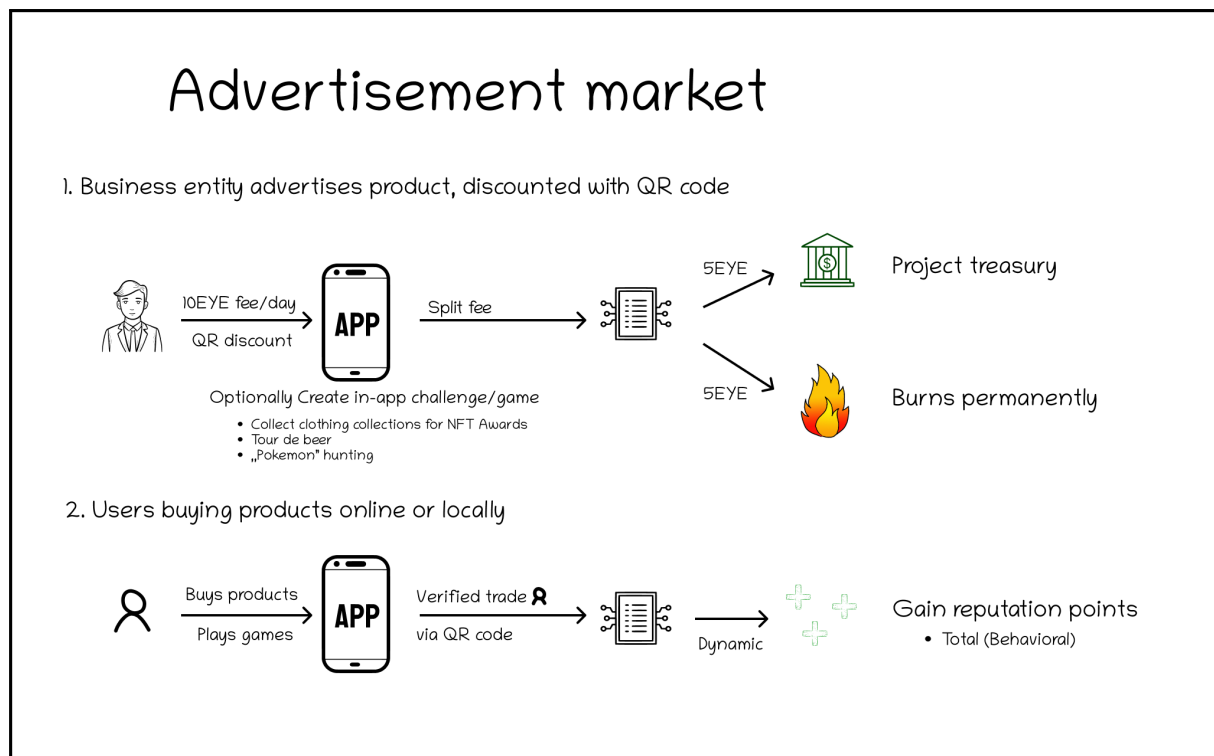 Advertisement market
1. Business entity advertises product, discounted with QR code
10EYE fee/day
QR discount
APP
Split fee
5EYE
Project treasury
5EYE
Burns permanently
Optionally Create in-app challenge/game
• Collect clothing collections for NFT Awards
• Tour de beer
• „Pokemon” hunting
2. Users buying products online or locally
Buys products
Plays games
APP
Verified trade
via QR code
Dynamic
Gain reputation points
• Total (Behavioral)